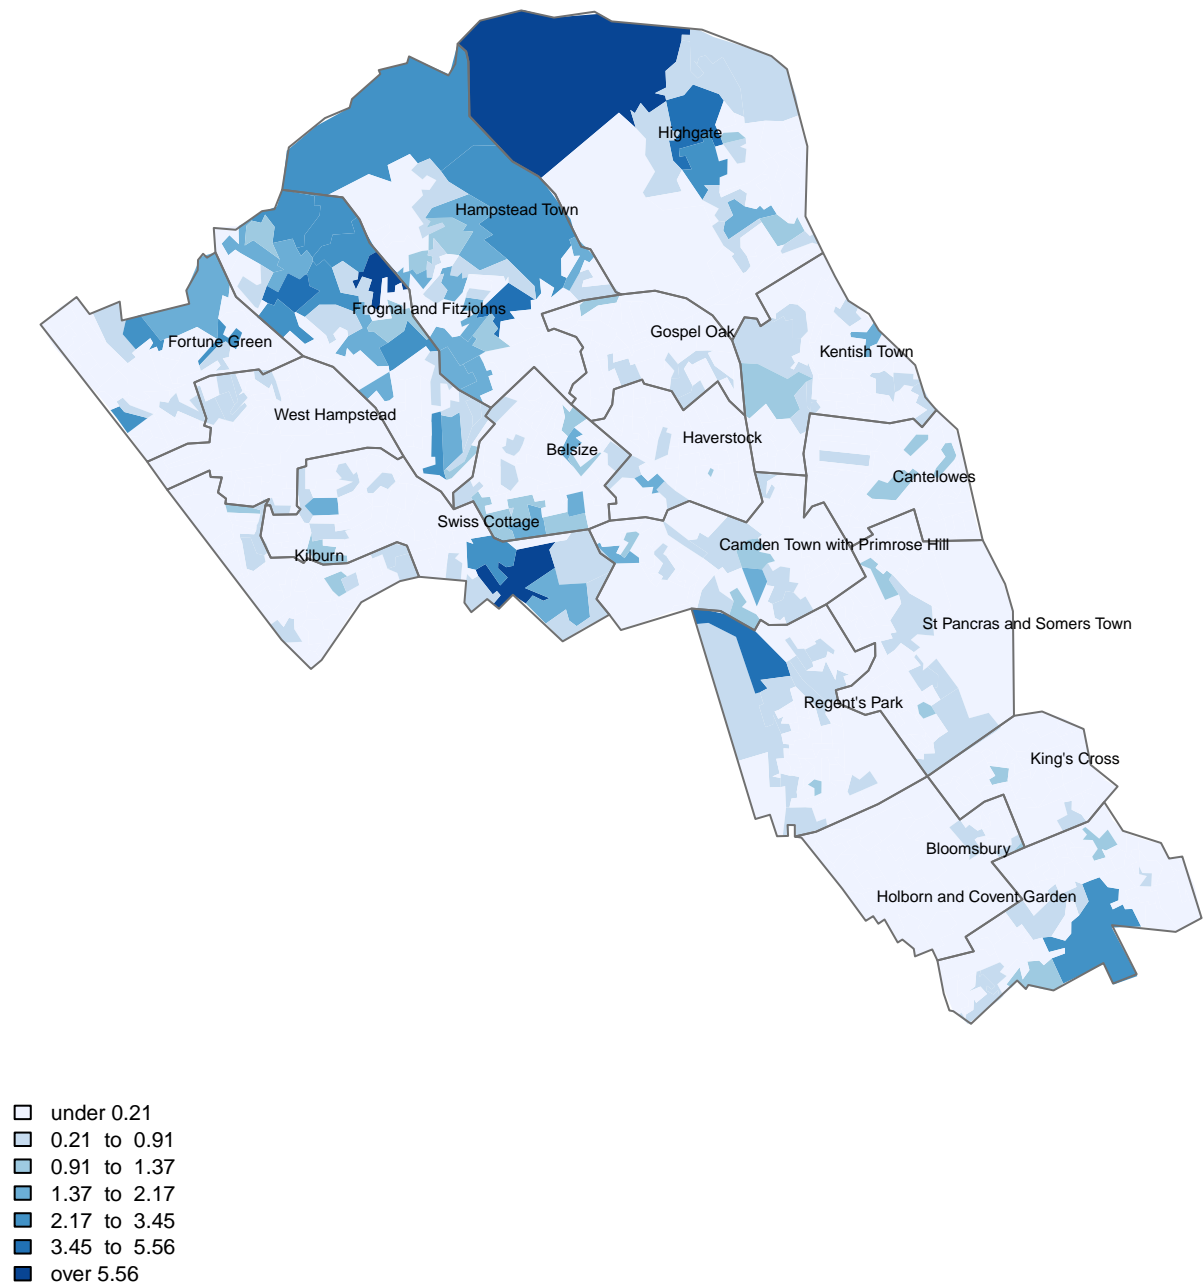 Highgate
Hampstead Town
Frognal and Fitzjohns
Gospel Oak
Fortune Green
Kentish Town
West Hampstead
Haverstock
Belsize
Cantelowes
Swiss Cottage
Camden Town with Primrose Hill
Kilburn
St Pancras and Somers Town
Regent's Park
King's Cross
Bloomsbury
Holborn and Covent Garden
under 0.21
0.21 to 0.91
0.91 to 1.37
1.37 to 2.17
2.17 to 3.45
3.45 to 5.56
over 5.56